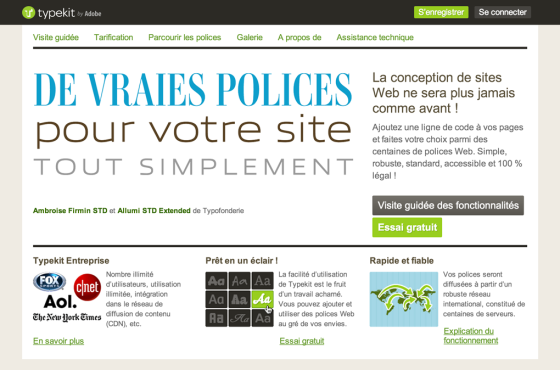 typekit by Adobe
S'enregistrer
Se connecter
Visite guidée
Tarification
Parcourir les polices
Galerie
A propos de
Assistance technique
DE VRAIES POLICES
pour votre site
TOUT SIMPLEMENT
Ambroise Firmin STD et Allumi STD Extended de Typofonderie
La conception de sites
Web ne sera plus jamais
comme avant !
Ajoutez une ligne de code à vos pages
et faites votre choix parmi des
centaines de polices Web. Simple,
robuste, standard, accessible et 100 %
légal !
Visite guidée des fonctionnalités
Essai gratuit
Typekit Entreprise
FOX SPORTS
c|net
Aol.
The New York Times
Nombre illimité
d'utilisateurs, utilisation
illimitée, intégration
dans le réseau de
diffusion de contenu
(CDN), etc.
En savoir plus
Prêt en un éclair !
Aa Aa Aa
Aa Aa Aa
Aa Aa Aa
La facilité d'utilisation
de Typekit est le fruit
d'un travail acharné.
Vous pouvez ajouter et
utiliser des polices Web
au gré de vos envies.
Essai gratuit
Rapide et fiable
Vos polices seront
diffusées à partir d'un
robuste réseau
international, constitué de
centaines de serveurs.
Explication du
fonctionnement